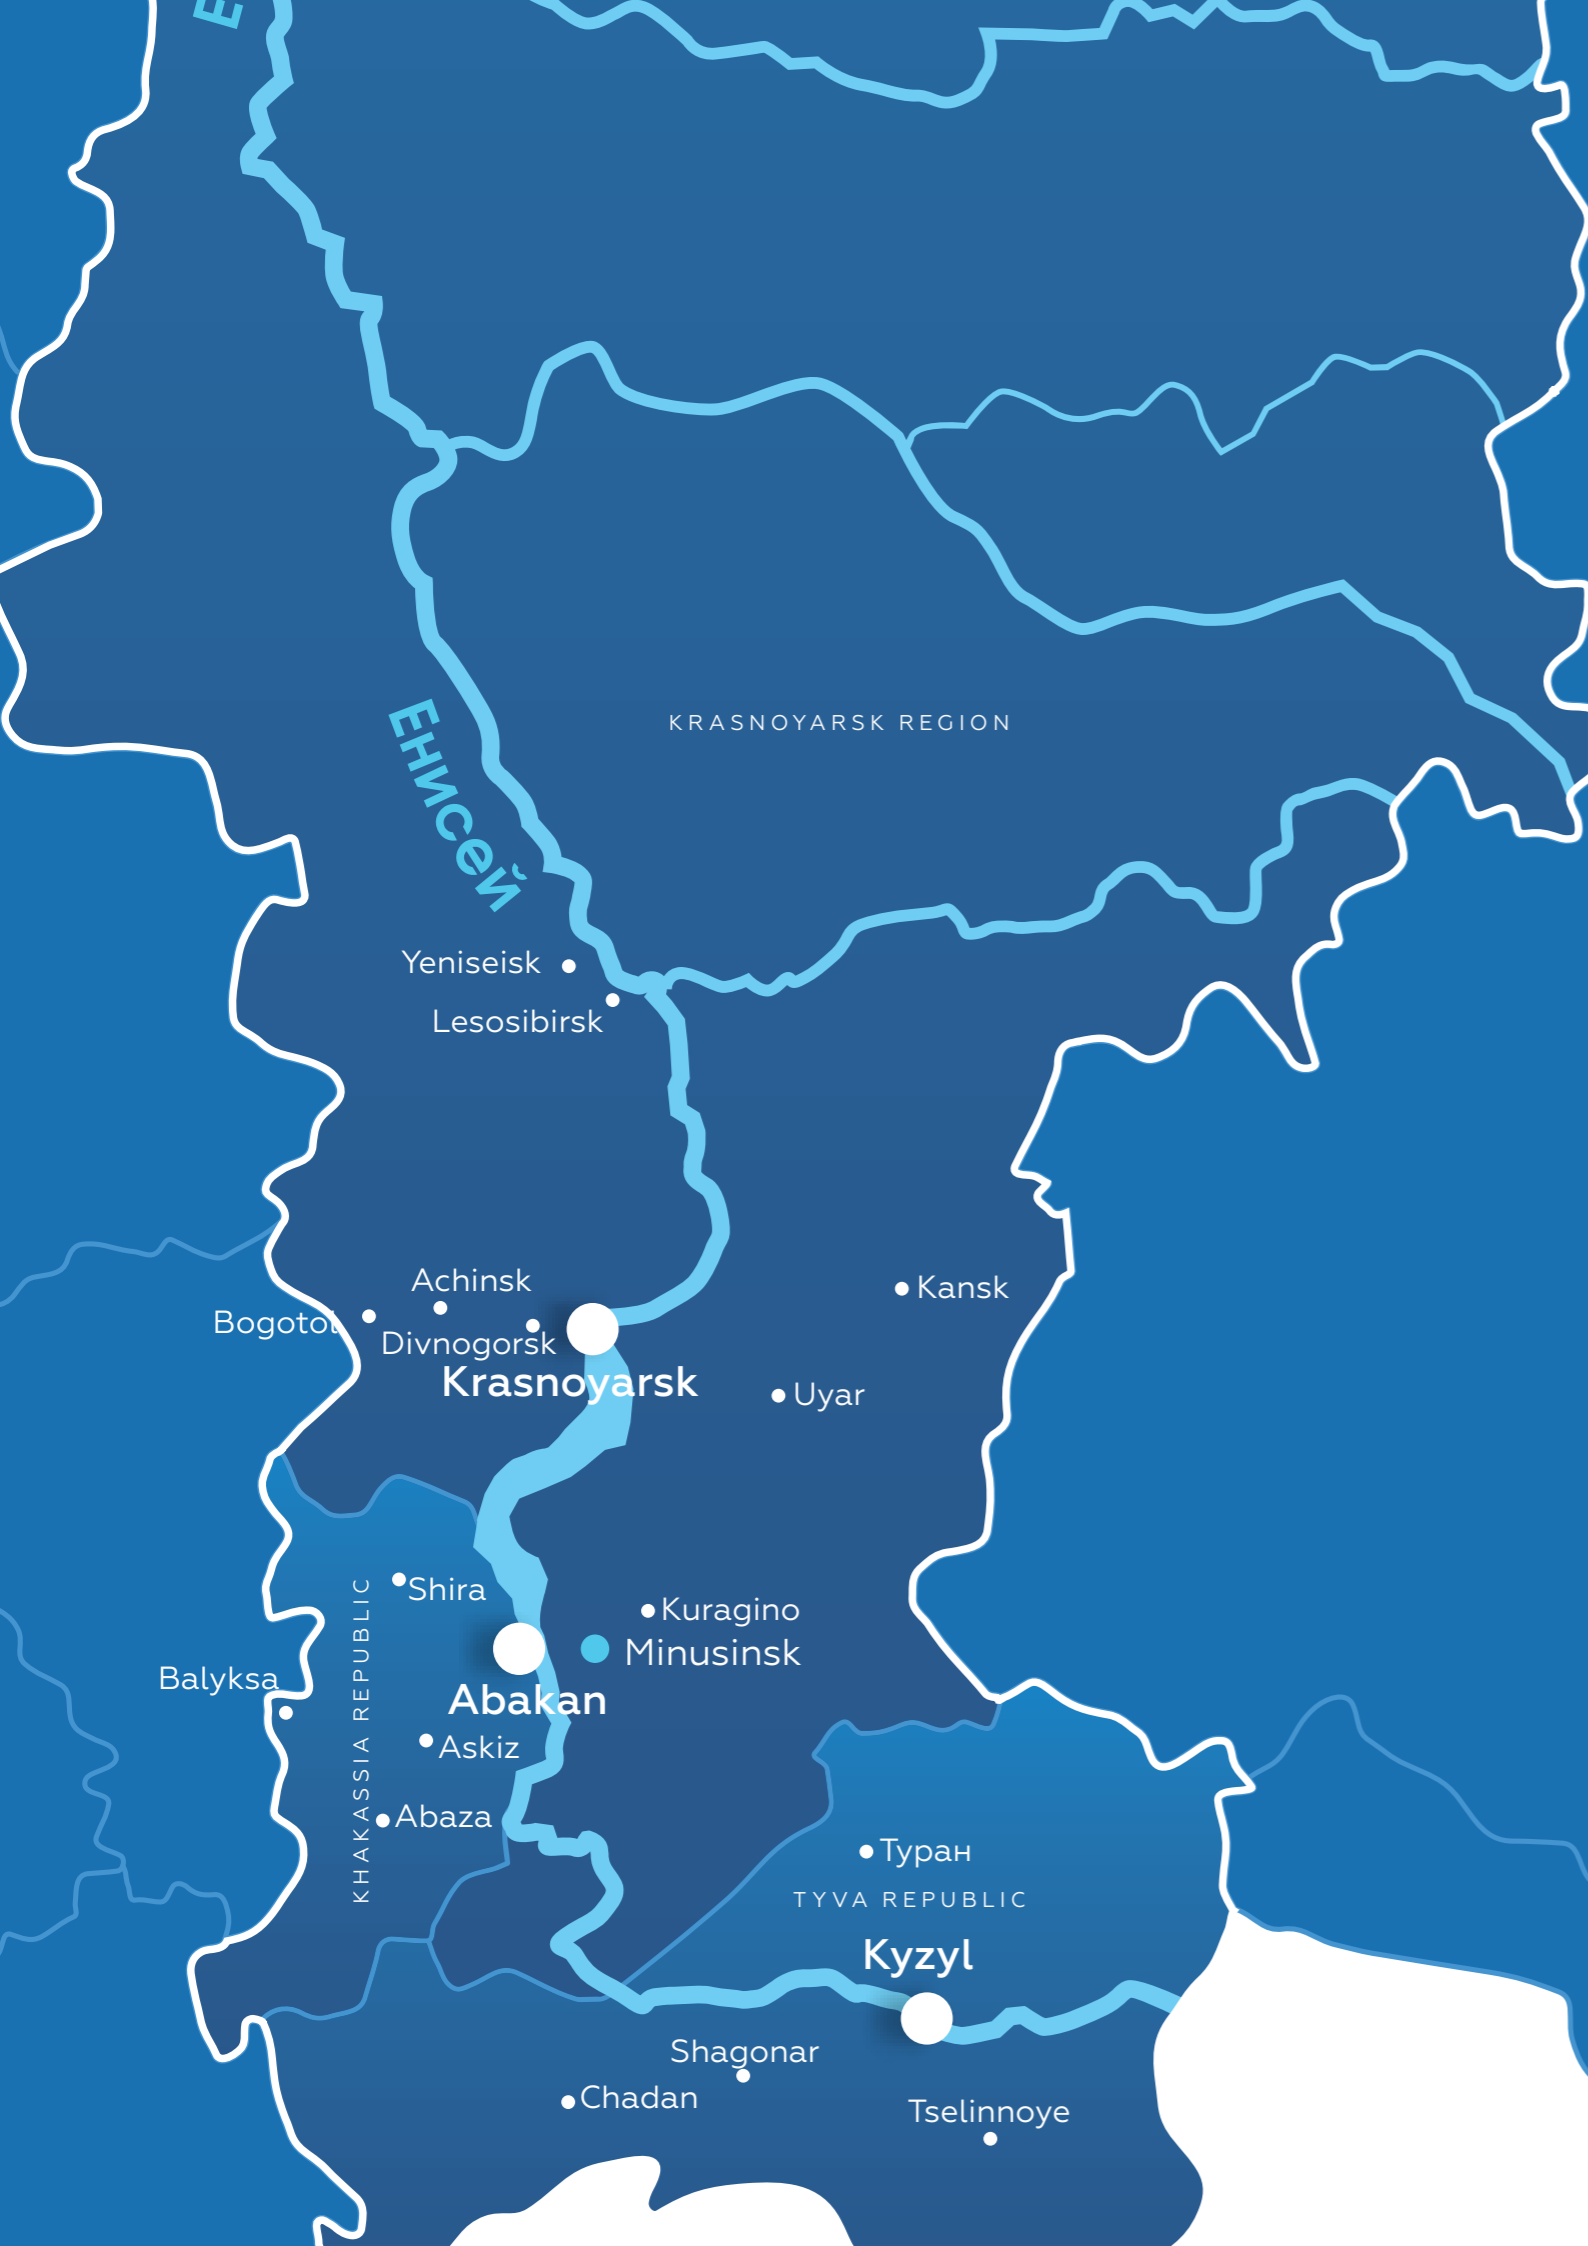 Е
KRASNOYARSK REGION
ЕНИСЕЙ
Yeniseisk
Lesosibirsk
Achinsk
Kansk
Bogotol
Divnogorsk
Krasnoyarsk
Uyar
Shira
Kuragino
Minusinsk
KHAKASSIA REPUBLIC
Balyksa
Abakan
Askiz
Abaza
Туран
TYVA REPUBLIC
Kyzyl
Shagonar
Chadan
Tselinnoye